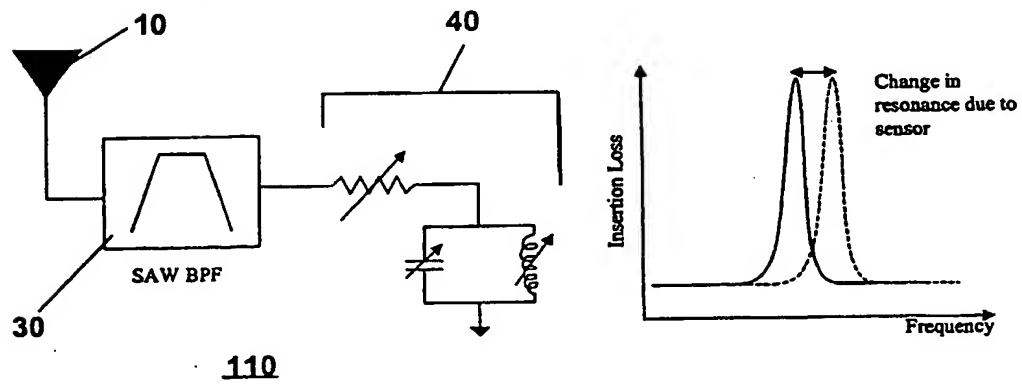 10
40
Change in
resonance due to
sensor
Insertion Loss
SAW BPF
30
Frequency
110